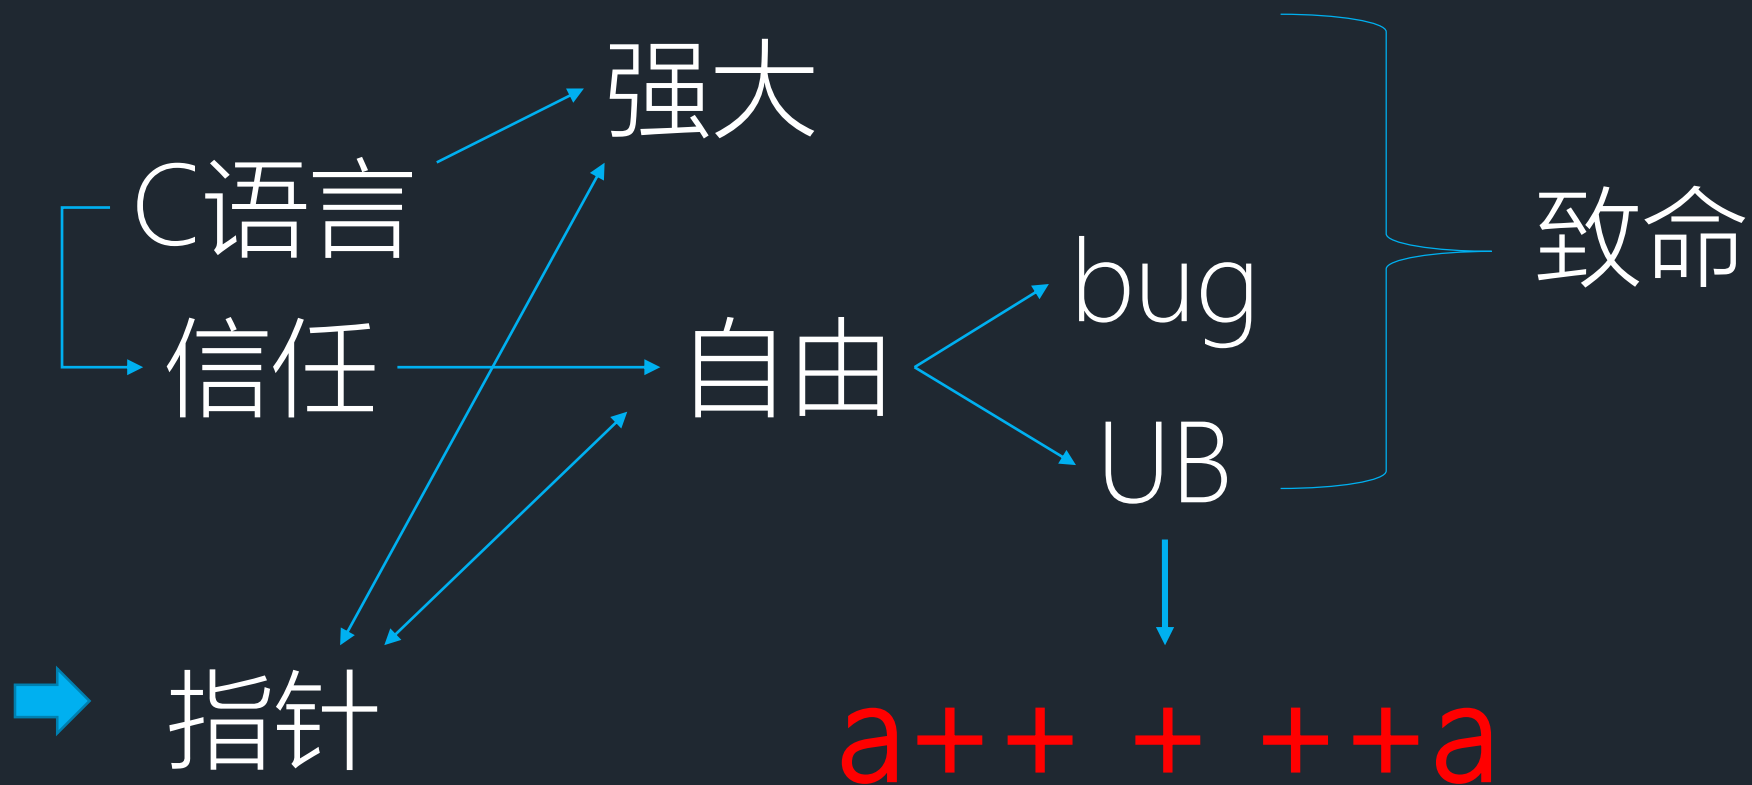 强大
C语言
bug
致命
信任
自由
UB
指针
a++ + ++a